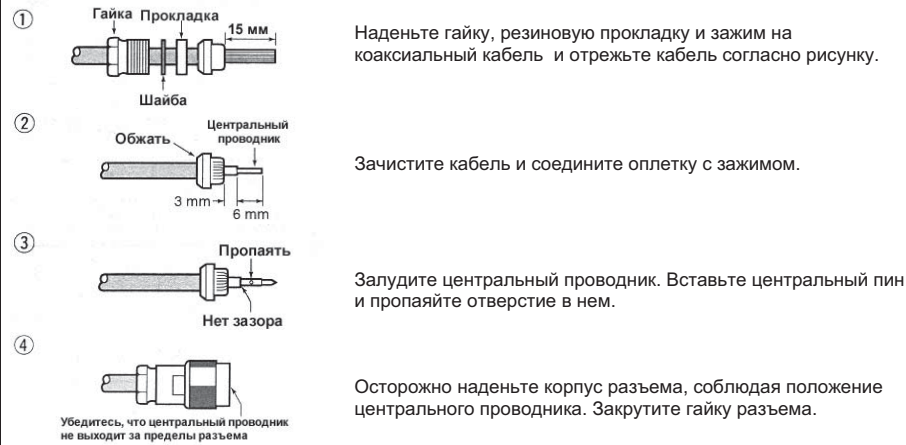 ①
Гайка Прокладка
15 мм
Шайба
Наденьте гайку, резиновую прокладку и зажим на
коаксиальный кабель и отрежьте кабель согласно рисунку.
②
Обжать
Центральный
проводник
3 mm
6 mm
Зачистите кабель и соедините оплетку с зажимом.
③
Пропаять
Нет зазора
Залудите центральный проводник. Вставьте центральный пин
и пропаяйте отверстие в нем.
④
Убедитесь, что центральный проводник
не выходит за пределы разъема
Осторожно наденьте корпус разъема, соблюдая положение
центрального проводника. Закрутите гайку разъема.